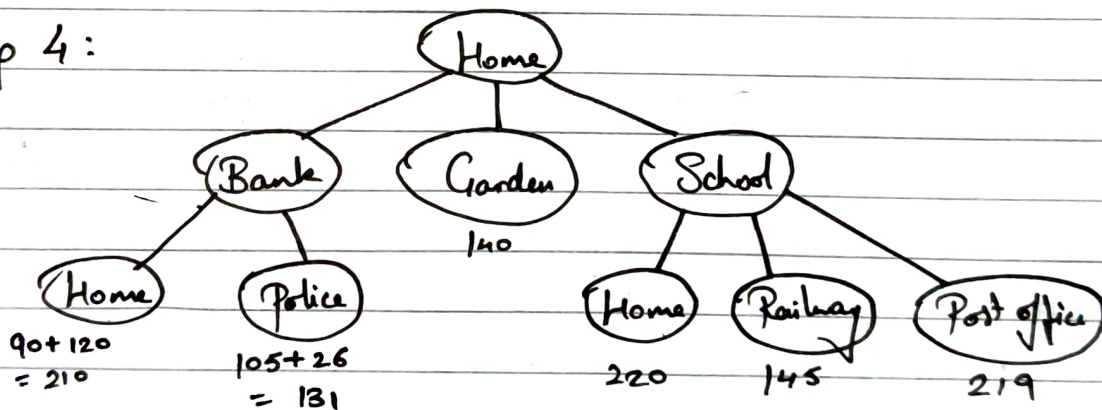 p 4:
Home
Bank
Garden
School
140
Home
Police
Home
Railway
Post office
90+120
= 210
105+26
= 131
220
145
219